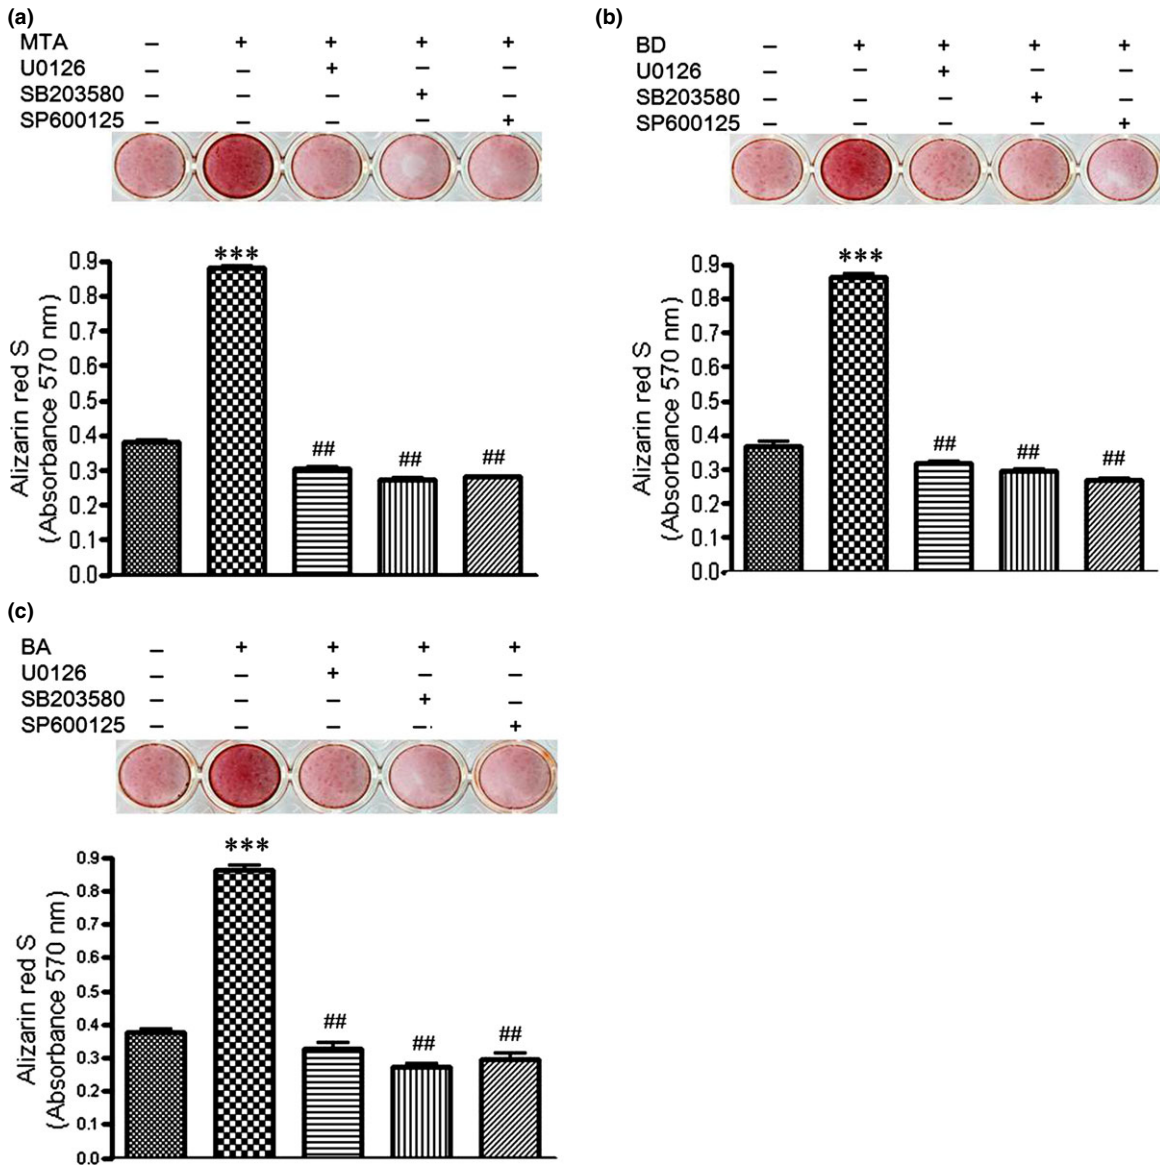 (a)
MTA – + + + +
U0126 – – + – –
SB203580 – – – + –
SP600125 – – – – +
Alizarin red S
(Absorbance 570 nm)
0.9
0.8
0.7
0.6
0.5
0.4
0.3
0.2
0.1
0.0
***
##
##
##
(b)
BD – + + + +
U0126 – – + – –
SB203580 – – – + –
SP600125 – – – – +
Alizarin red S
(Absorbance 570 nm)
0.9
0.8
0.7
0.6
0.5
0.4
0.3
0.2
0.1
0.0
***
##
##
##
(c)
BA – + + + +
U0126 – – + – –
SB203580 – – – + –
SP600125 – – – – +
Alizarin red S
(Absorbance 570 nm)
0.9
0.8
0.7
0.6
0.5
0.4
0.3
0.2
0.1
0.0
***
##
##
##